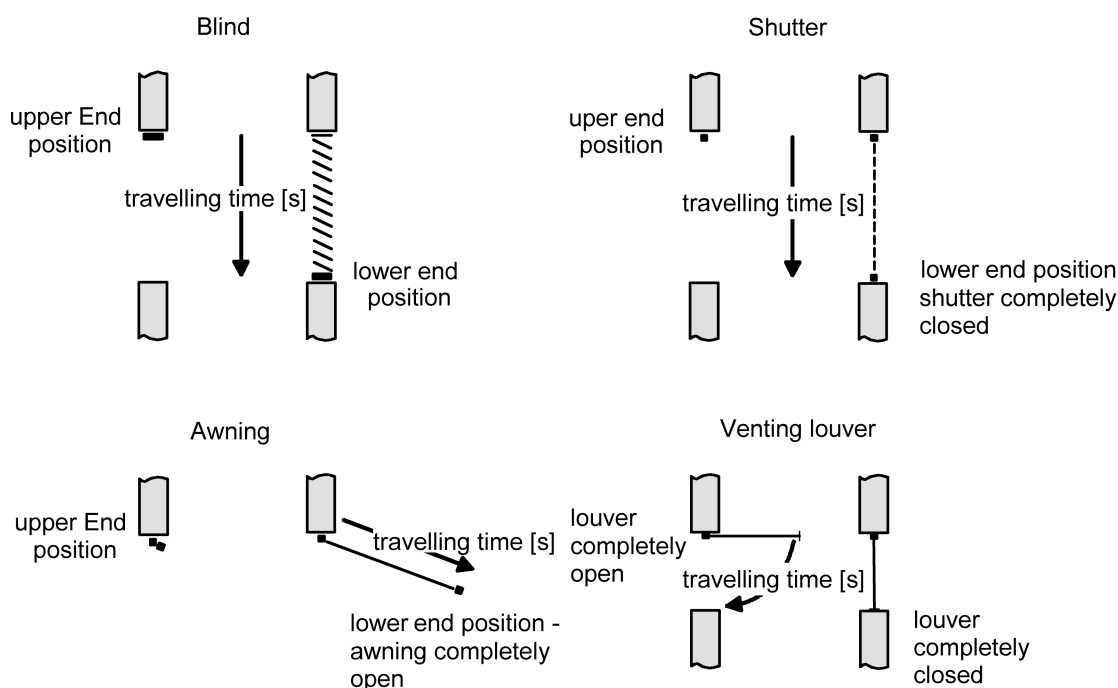 Blind
upper End
position
travelling time [s]
lower end
position
Shutter
uper end
position
travelling time [s]
lower end position
shutter completely
closed
Awning
upper End
position
travelling time [s]
lower end position -
awning completely
open
Venting louver
louver
completely
open
travelling time [s]
louver
completely
closed